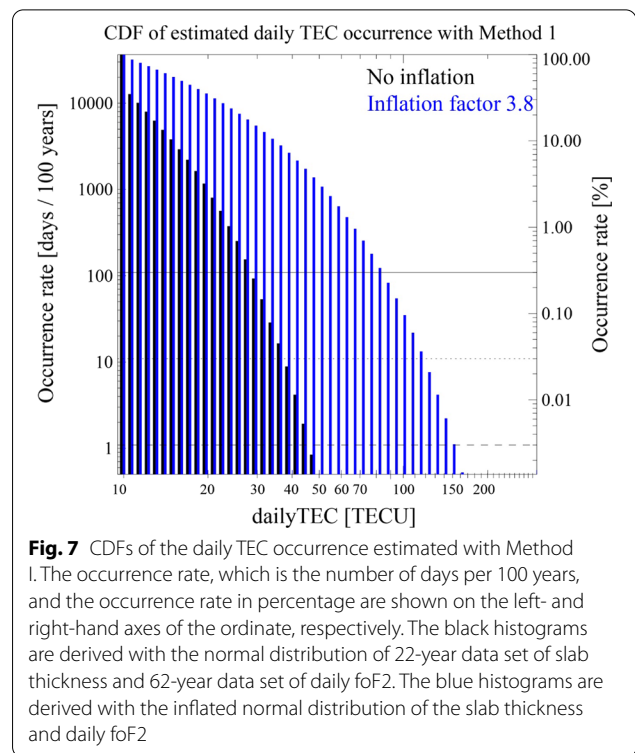 CDF of estimated daily TEC occurrence with Method 1
No inflation
Inflation factor 3.8
Occurrence rate [days / 100 years]
10000
1000
100
10
1
100.00
10.00
1.00
0.10
0.01
Occurrence rate [%]
10 20 30 40 50 60 70 100 150 200
dailyTEC [TECU]
Fig. 7 CDFs of the daily TEC occurrence estimated with Method
I. The occurrence rate, which is the number of days per 100 years,
and the occurrence rate in percentage are shown on the left- and
right-hand axes of the ordinate, respectively. The black histograms
are derived with the normal distribution of 22-year data set of slab
thickness and 62-year data set of daily foF2. The blue histograms are
derived with the inflated normal distribution of the slab thickness
and daily foF2